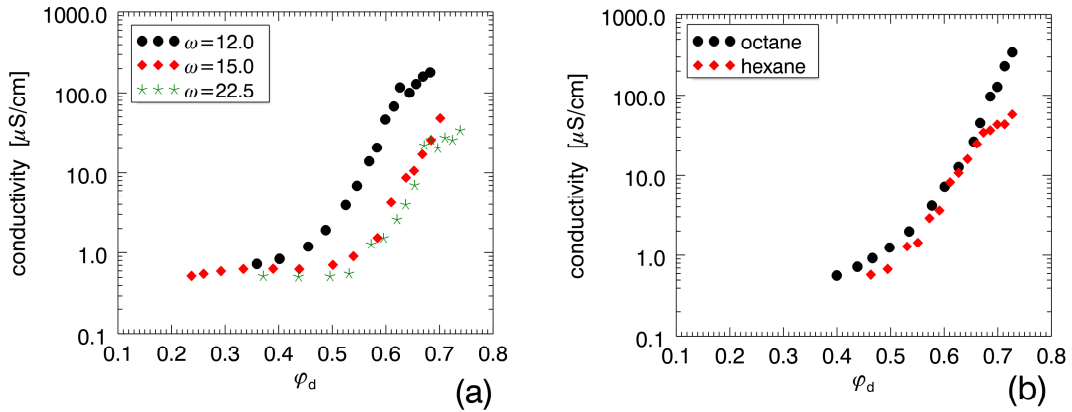 1000.0
100.0
10.0
1.0
0.1
conductivity [μS/cm]
ω=12.0
ω=15.0
ω=22.5
0.1 0.2 0.3 0.4 0.5 0.6 0.7 0.8
φd
(a)
1000.0
100.0
10.0
1.0
0.1
conductivity [μS/cm]
octane
hexane
0.1 0.2 0.3 0.4 0.5 0.6 0.7 0.8
φd
(b)